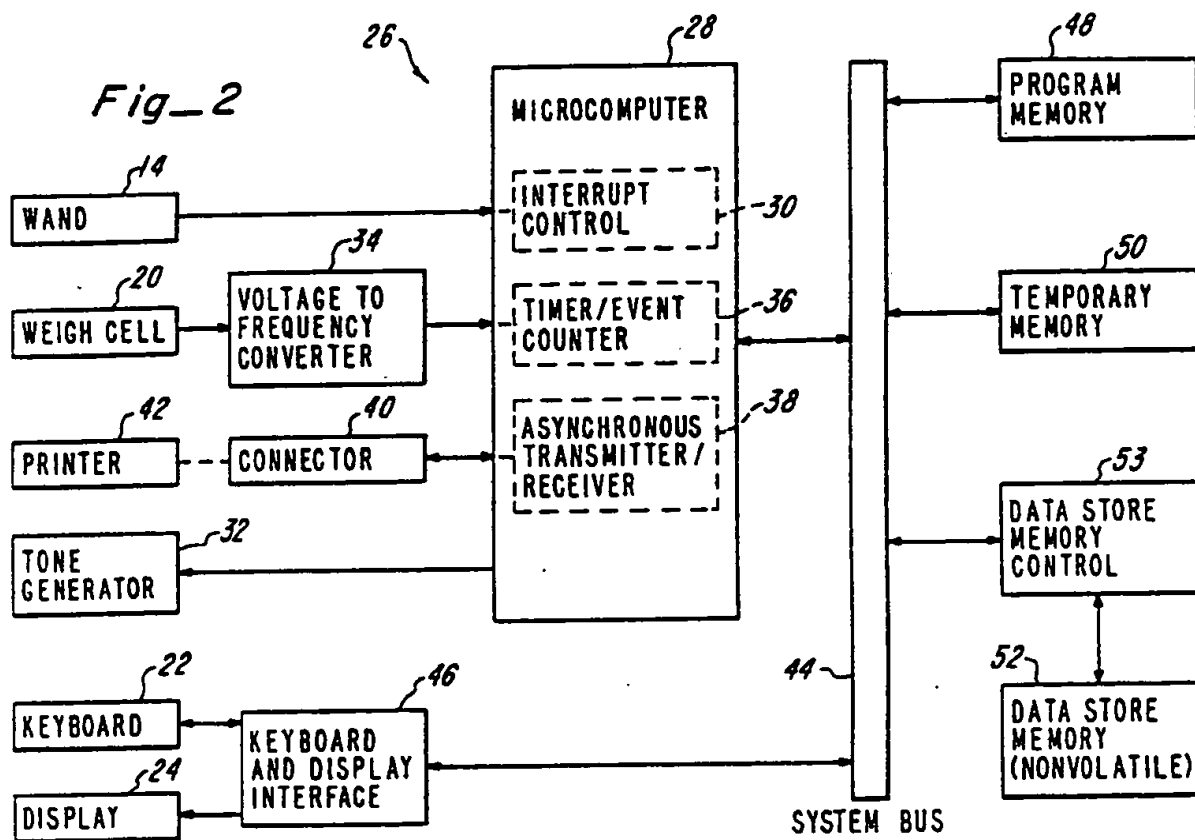 Fig_2
26
28
MICROCOMPUTER
48
PROGRAM
MEMORY
14
WAND
INTERRUPT
CONTROL
30
34
20
WEIGH CELL
VOLTAGE TO
FREQUENCY
CONVERTER
TIMER/EVENT
COUNTER
36
50
TEMPORARY
MEMORY
42
PRINTER
40
CONNECTOR
ASYNCHRONOUS
TRANSMITTER/
RECEIVER
38
53
DATA STORE
MEMORY
CONTROL
32
TONE
GENERATOR
22
KEYBOARD
46
KEYBOARD
AND DISPLAY
INTERFACE
24
DISPLAY
44
SYSTEM BUS
52
DATA STORE
MEMORY
(NONVOLATILE)